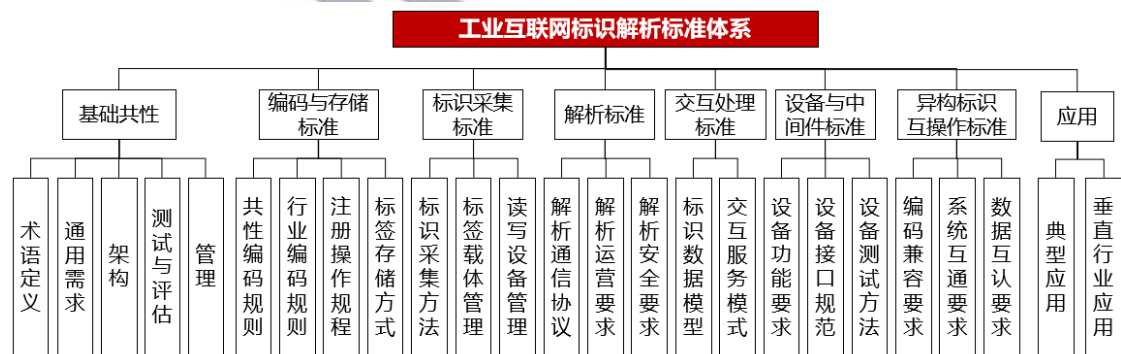 工业互联网标识解析标准体系
基础共性
编码与存储
标准
标识采集
标准
解析标准
交互处理
标准
设备与中
间件标准
异构标识
互操作标准
应用
术语定义
通用需求
架构
测试与评估
管理
共性编码规则
行业编码规则
注册操作规程
标签存储方式
标识采集方法
标签载体管理
读写设备管理
解析通信协议
解析运营要求
解析安全要求
标识数据模型
交互服务模式
设备功能要求
设备接口规范
设备测试方法
编码兼容要求
系统互通要求
数据互认要求
典型应用
垂直行业应用